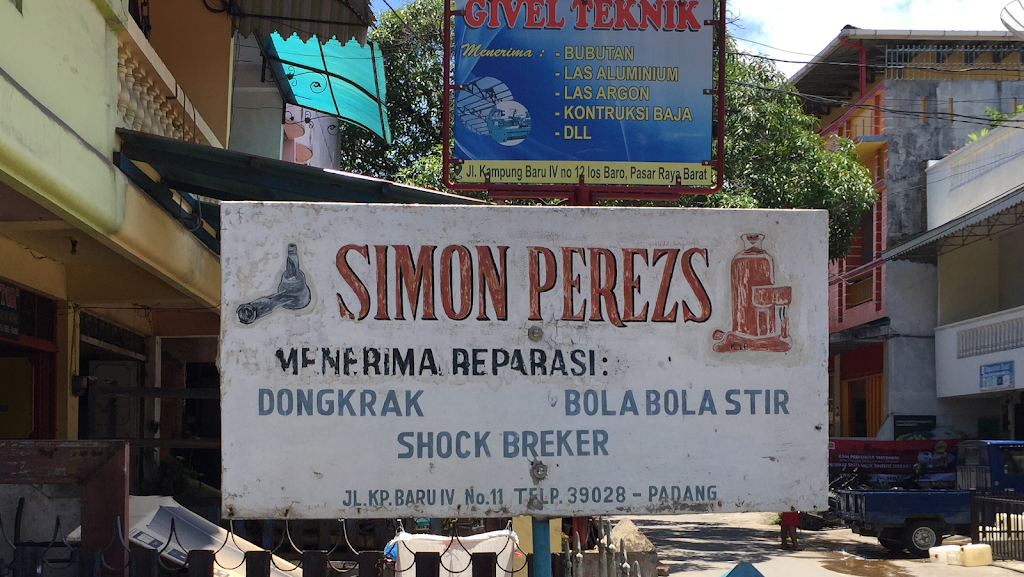 GIVEL TEKNIK
Menerima : - BUBUTAN
- LAS ALUMINIUM
- LAS ARGON
- KONTRUKSI BAJA
- DLL
Jl. Kampung Baru IV no 12 los Baro, Pasar Raya Barat
SIMON PEREZS
MENERIMA REPARASI:
DONGKRAK BOLA BOLA STIR
SHOCK BREKER
JL.KP.BARU IV No.11 TELP. 39028 - PADANG